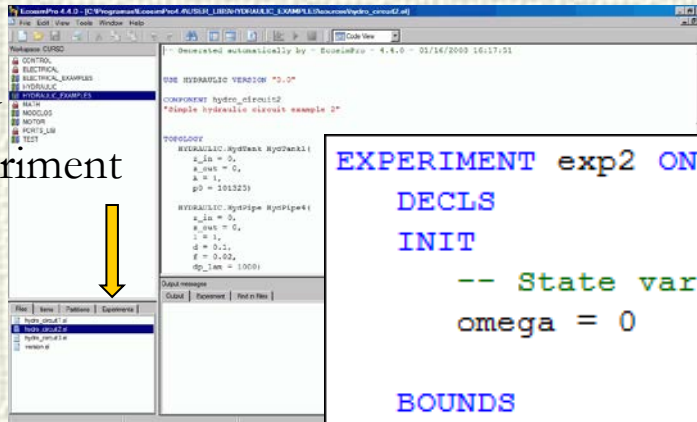 EcosimPro 4.4.0 - [C:\Programas\EcosimPro4.4\USER_LIBS\HYDRAULIC_EXAMPLES\sources\hydro_circuit2.el]
File Edit View Tools Window Help
Code View
Workspace: CURSO
CONTROL
ELECTRICAL
ELECTRICAL_EXAMPLES
HYDRAULIC
HYDRAULIC_EXAMPLES
MATH
MODOLOS
MOTOR
PORTS_LIB
TEST
-- Generated automatically by - EcosimPro - 4.4.0 - 01/16/2008 16:17:51
USE HYDRAULIC VERSION "3.0"
COMPONENT hydro_circuit2
"Simple hydraulic circuit example 2"
TOPOLOGY
HYDRAULIC.HydTank HydTank1(
z_in = 0,
z_out = 0,
A = 1,
p0 = 101325)
HYDRAULIC.HydPipe HydPipe4(
z_in = 0,
z_out = 0,
l = 1,
d = 0.1,
f = 0.02,
dp_lam = 1000)
riment
Files Items Partitions Experiments
hydro_circuit1.el
hydro_circuit2.el
hydro_circuit3.el
version.el
Output messages
Output Experiment Find in Files
EXPERIMENT exp2 ON
DECLS
INIT
-- State var
omega = 0
BOUNDS